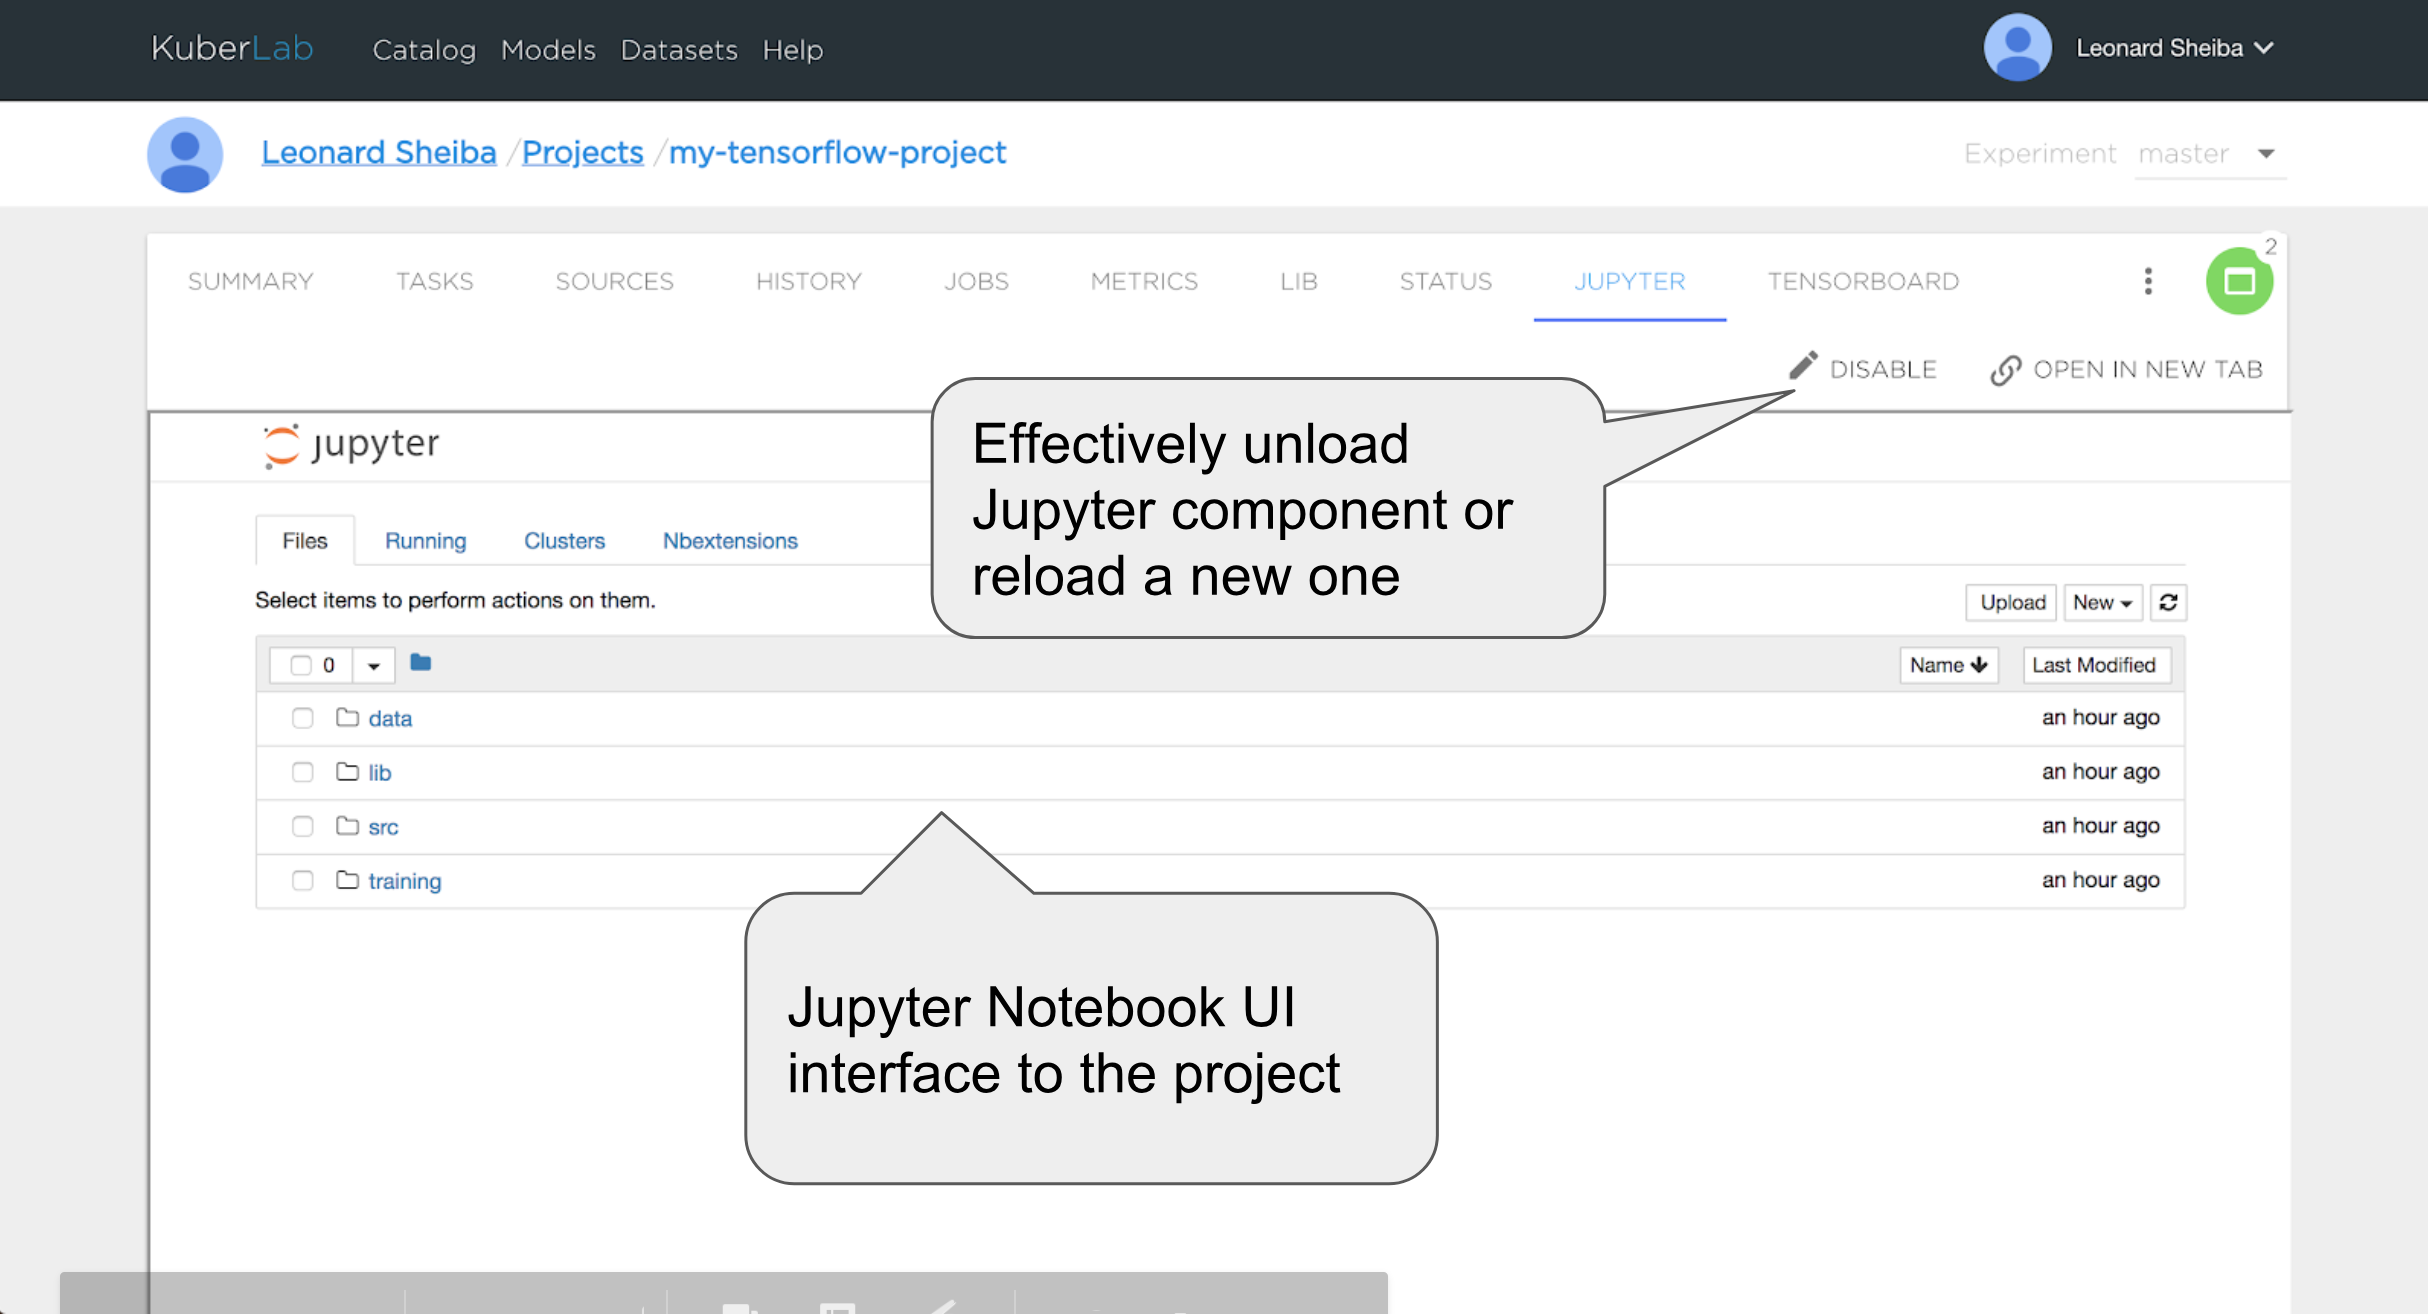 KuberLab Catalog Models Datasets Help Leonard Sheiba
Leonard Sheiba /Projects /my-tensorflow-project Experiment master
2
SUMMARY TASKS SOURCES HISTORY JOBS METRICS LIB STATUS JUPYTER TENSORBOARD
DISABLE OPEN IN NEW TAB
jupyter
Effectively unload
Jupyter component or
reload a new one
Files Running Clusters Nbextensions
Select items to perform actions on them. Upload New
0 Name Last Modified
data an hour ago
lib an hour ago
src an hour ago
training an hour ago
Jupyter Notebook UI
interface to the project